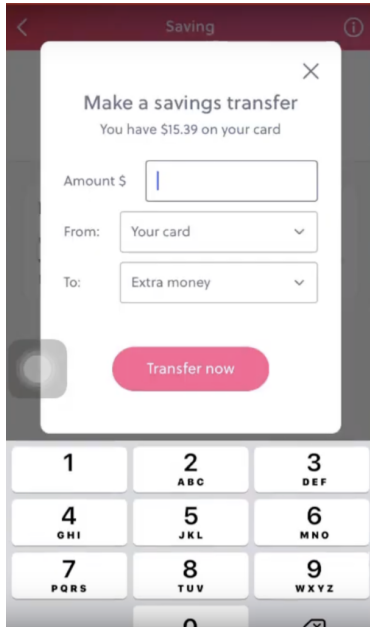 Saving
Make a savings transfer
You have $15.39 on your card
Amount $
From: Your card
To: Extra money
Transfer now
1 2 3
ABC DEF
4 5 6
GHI JKL MNO
7 8 9
PQRS TUV WXYZ
0